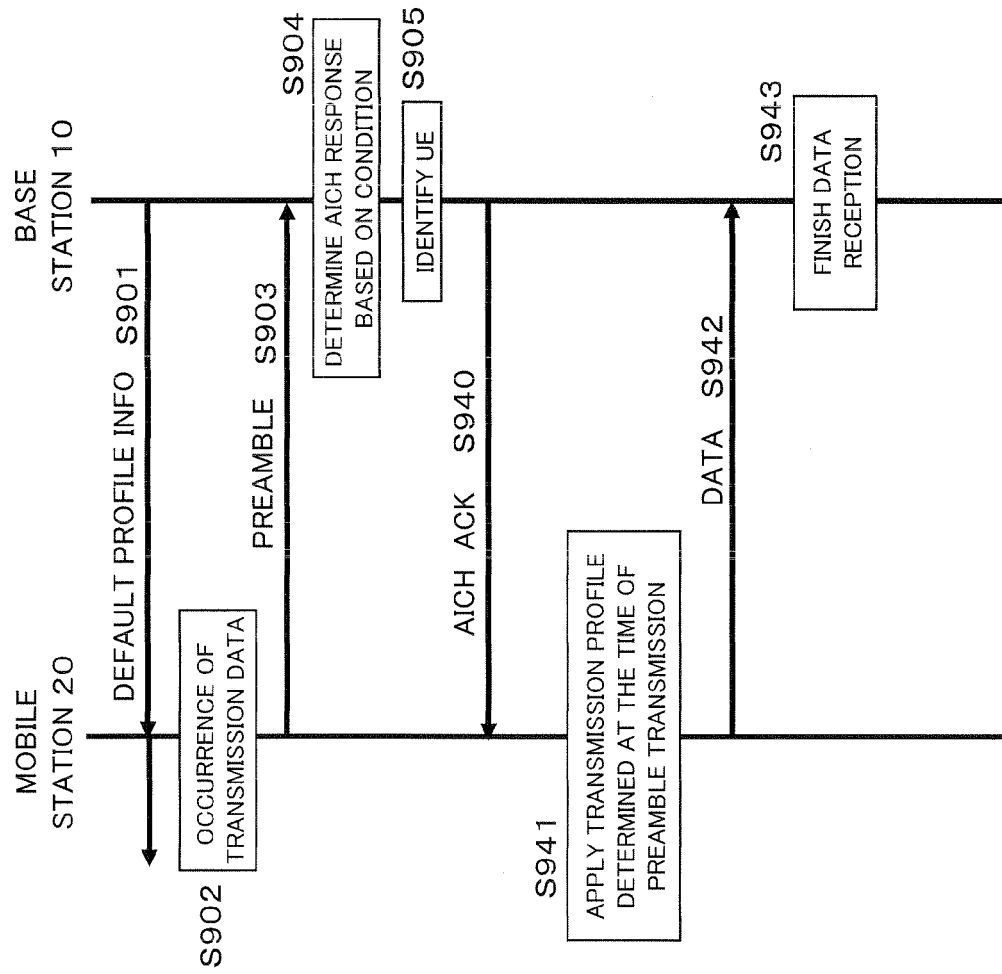 MOBILE
STATION 20
BASE
STATION 10
DEFAULT PROFILE INFO S901
S902
OCCURRENCE OF
TRANSMISSION DATA
PREAMBLE S903
S904
DETERMINE AICH RESPONSE
BASED ON CONDITION
S905
IDENTIFY UE
AICH ACK S940
S941
APPLY TRANSMISSION PROFILE
DETERMINED AT THE TIME OF
PREAMBLE TRANSMISSION
DATA S942
S943
FINISH DATA
RECEPTION